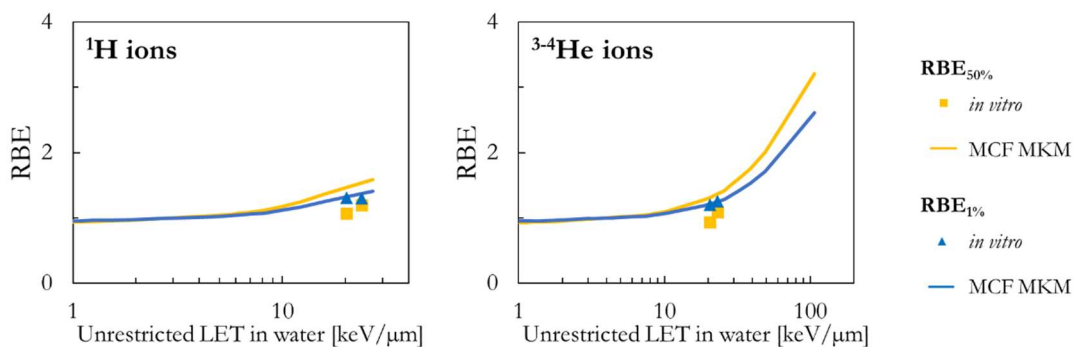 4
2
0
RBE
¹H ions
1
10
Unrestricted LET in water [keV/μm]
4
2
0
RBE
³⁻⁴He ions
1
10
100
Unrestricted LET in water [keV/μm]
RBE₅₀%
in vitro
MCF MKM
RBE₁%
in vitro
MCF MKM